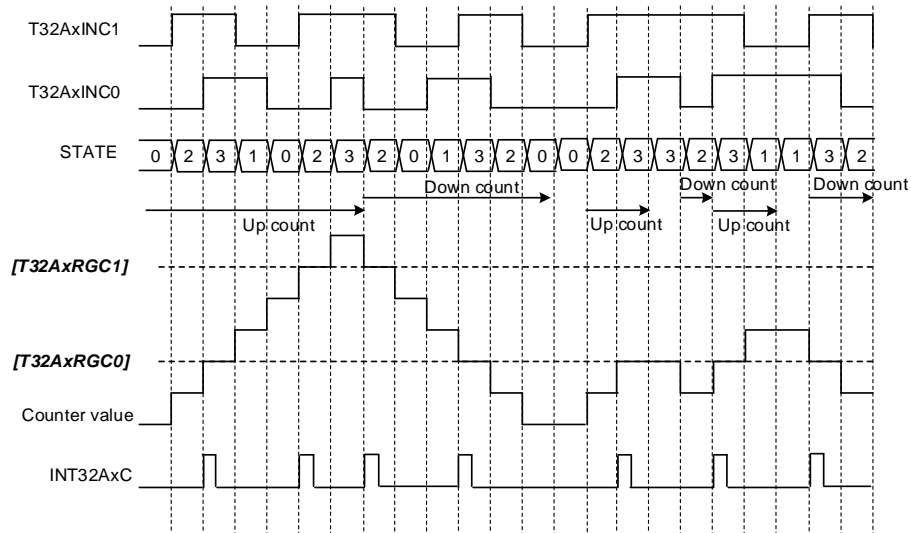 T32AxINC1
T32AxINC0
STATE 0 2 3 1 0 2 3 2 0 1 3 2 0 0 2 3 3 2 3 1 1 3 2
Down count Down count Down count
Up count Up count Up count
[T32AxRGC1]
[T32AxRGC0]
Counter value
INT32AxC